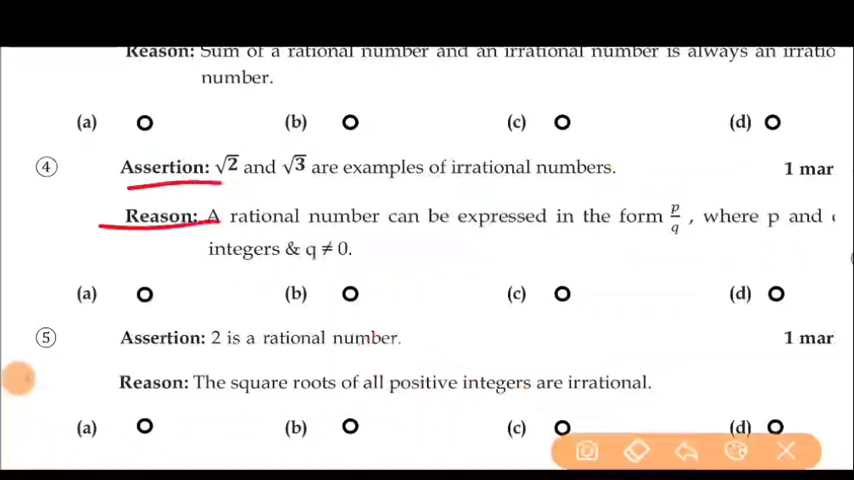 Reason: Sum of a rational number and an irrational number is always an irratio
number.
(a) (b) (c) (d)
④ Assertion: √2 and √3 are examples of irrational numbers. 1 mar
Reason: A rational number can be expressed in the form p/q , where p and
integers & q ≠ 0.
(a) (b) (c) (d)
⑤ Assertion: 2 is a rational number. 1 mar
Reason: The square roots of all positive integers are irrational.
(a) (b) (c) (d)